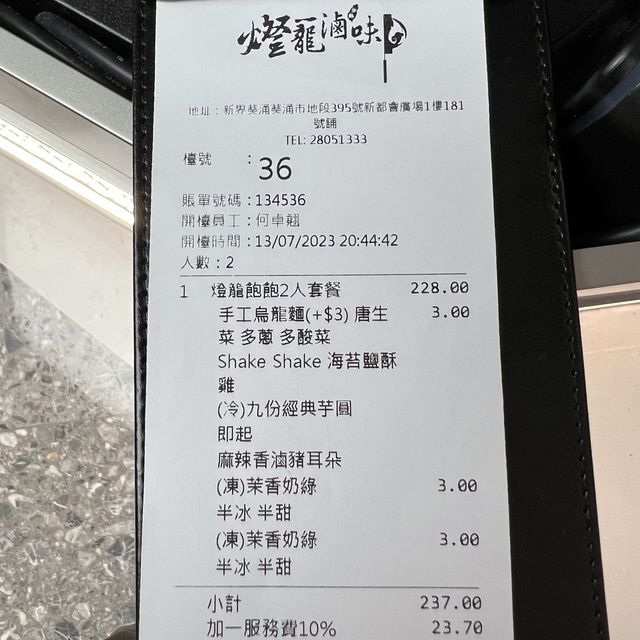 燈籠滷味
地址：新界葵涌葵涌市地段395號新都會廣場1樓181
號舖
TEL: 28051333
檯號 : 36
賬單號碼：134536
開檯員工：何卓翹
開檯時間：13/07/2023 20:44:42
人數：2
1 燈籠飽飽2人套餐 228.00
手工烏龍麵(+$3) 唐生 3.00
菜 多蔥 多酸菜
Shake Shake 海苔鹽酥
雞
(冷)九份經典芋圓
即起
麻辣香滷豬耳朵
(凍)茉香奶綠 3.00
半冰 半甜
(凍)茉香奶綠 3.00
半冰 半甜
小計 237.00
加一服務費10% 23.70